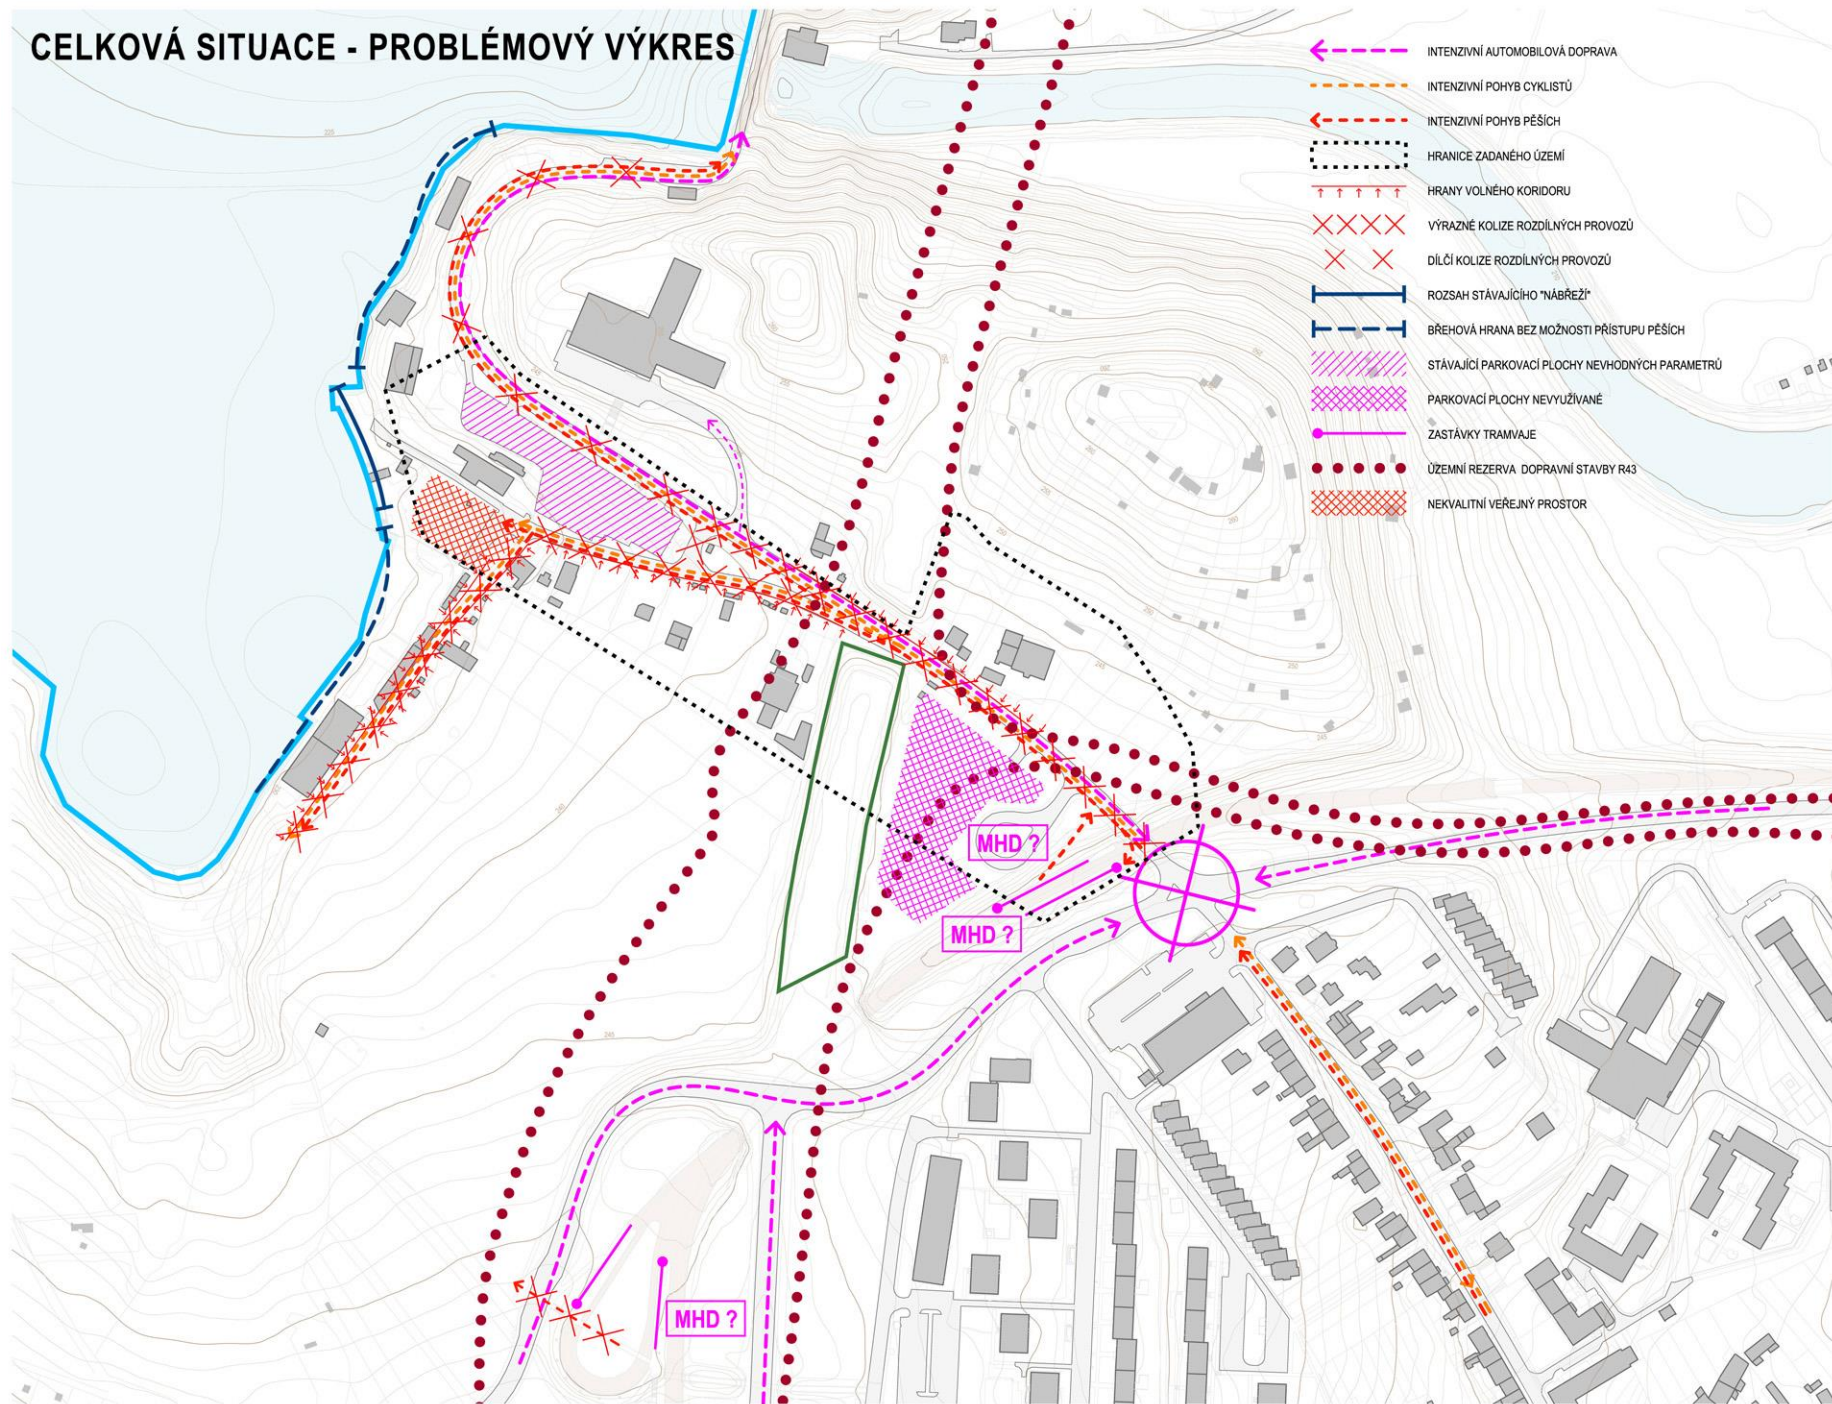 CELKOVÁ SITUACE - PROBLÉMOVÝ VÝKRES
INTENZIVNÍ AUTOMOBILOVÁ DOPRAVA
INTENZIVNÍ POHYB CYKLISTŮ
INTENZIVNÍ POHYB PĚŠÍCH
HRANICE ZADANÉHO ÚZEMÍ
HRANY VOLNÉHO KORIDORU
VÝRAZNÉ KOLIZE ROZDÍLNÝCH PROVOZŮ
DÍLČÍ KOLIZE ROZDÍLNÝCH PROVOZŮ
ROZSAH STÁVAJÍCÍHO "NÁBŘEŽÍ"
BŘEHOVÁ HRANA BEZ MOŽNOSTI PŘÍSTUPU PĚŠÍCH
STÁVAJÍCÍ PARKOVACÍ PLOCHY NEVHODNÝCH PARAMETRŮ
PARKOVACÍ PLOCHY NEVYUŽÍVANÉ
ZASTÁVKY TRAMVAJE
ÚZEMNÍ REZERVA DOPRAVNÍ STAVBY R43
NEKVALITNÍ VEŘEJNÝ PROSTOR
MHD ?
MHD ?
MHD ?